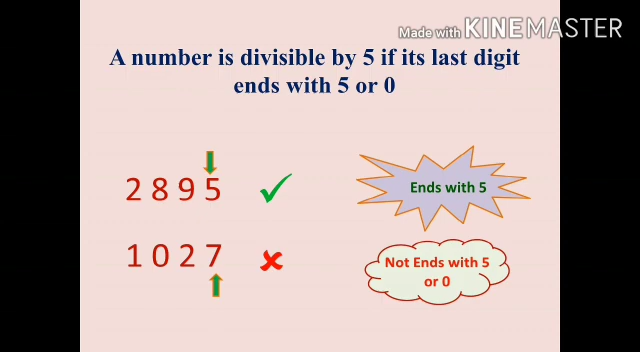 Made with KINEMASTER
A number is divisible by 5 if its last digit
ends with 5 or 0
2 8 9 5
Ends with 5
1 0 2 7
Not Ends with 5
or 0